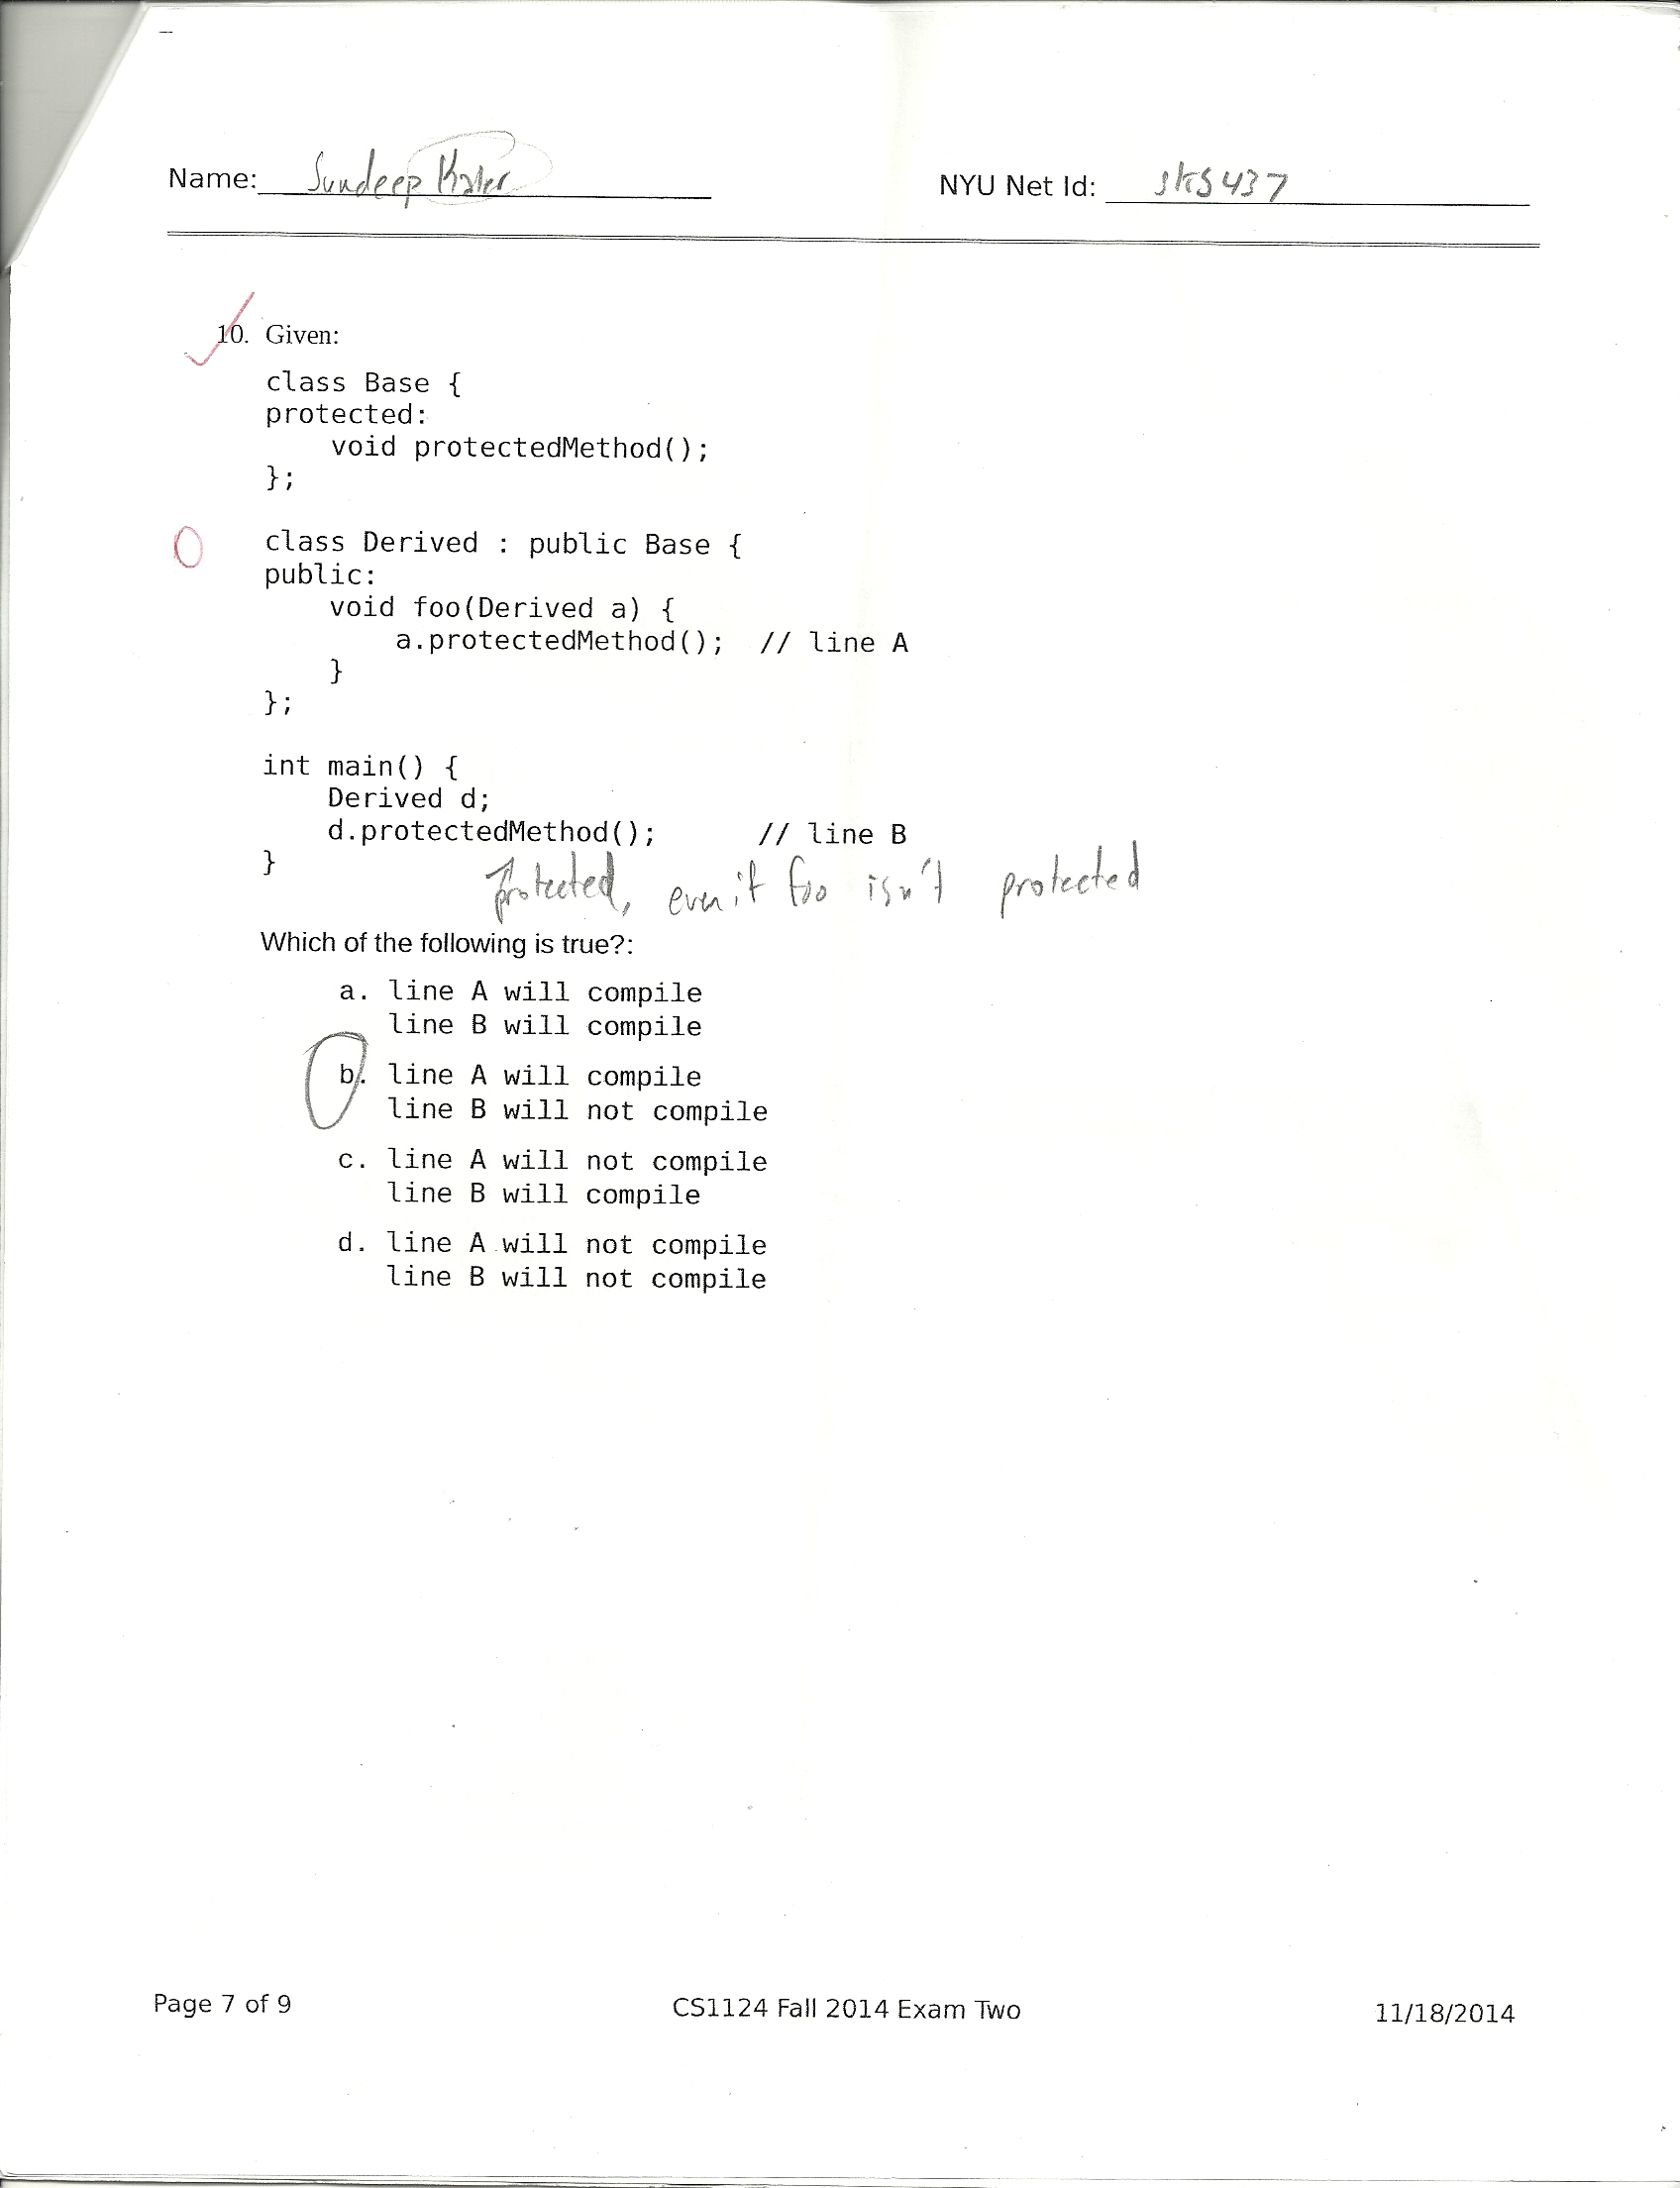 Name: Sundeep
NYU Net Id: sks437
10. Given:
class Base {
protected:
    void protectedMethod();
};
class Derived : public Base {
public:
    void foo(Derived a) {
        a.protectedMethod();  // line A
    }
};
int main() {
    Derived d;
    d.protectedMethod();      // line B
}
protected, even if foo isn't protected
Which of the following is true?:
a. line A will compile
line B will compile
b. line A will compile
line B will not compile
c. line A will not compile
line B will compile
d. line A will not compile
line B will not compile
Page 7 of 9
CS1124 Fall 2014 Exam Two
11/18/2014